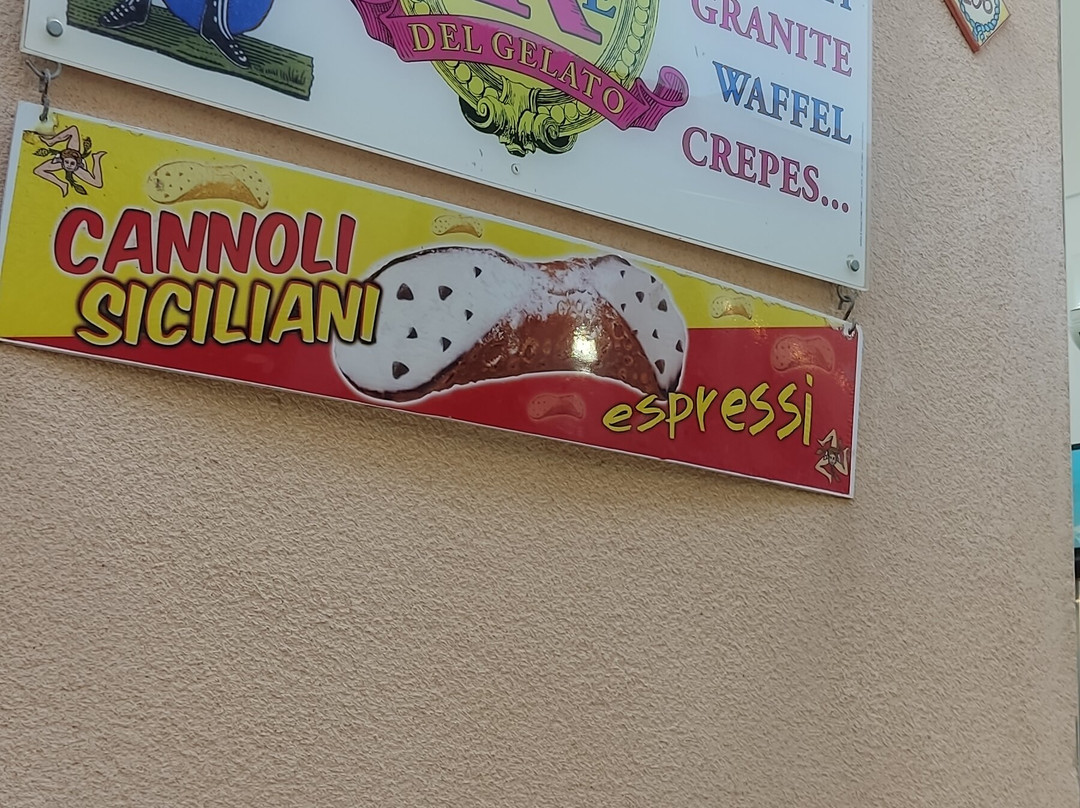 DEL GELATO
GRANITE
WAFFEL
CREPES...
CANNOLI
SICILIANI
espressi